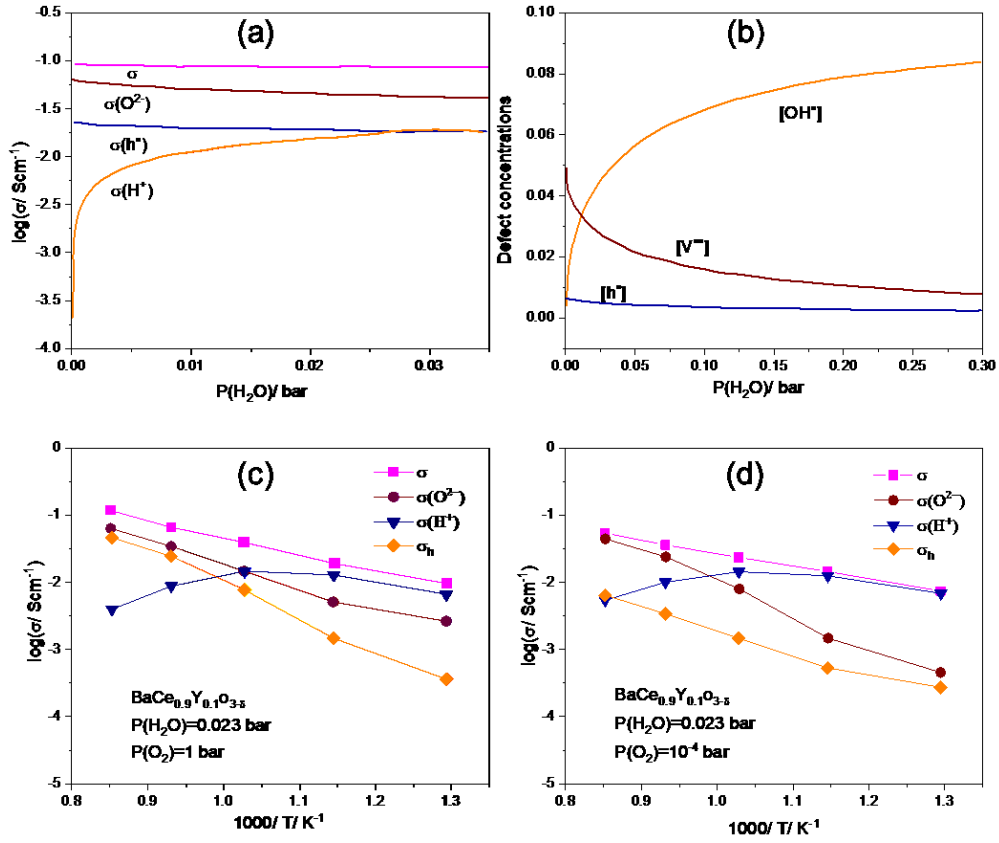 (a)
-0.5
-1.0
-1.5
-2.0
-2.5
-3.0
-3.5
-4.0
log(σ/ Scm⁻¹)
σ
σ(O²⁻)
σ(h•)
σ(H⁺)
0.00 0.01 0.02 0.03
P(H₂O)/ bar
(b)
0.10
0.08
0.06
0.04
0.02
0.00
Defect concentrations
[OH•]
[V••]
[h•]
0.00 0.05 0.10 0.15 0.20 0.25 0.30
P(H₂O)/ bar
(c)
0
-1
-2
-3
-4
-5
log(σ/ Scm⁻¹)
σ
σ(O²⁻)
σ(H⁺)
σₕ
BaCe₀.₉Y₀.₁o₃₋δ
P(H₂O)=0.023 bar
P(O₂)=1 bar
0.8 0.9 1.0 1.1 1.2 1.3
1000/ T/ K⁻¹
(d)
0
-1
-2
-3
-4
-5
log(σ/ Scm⁻¹)
σ
σ(O²⁻)
σ(H⁺)
σₕ
BaCe₀.₉Y₀.₁o₃₋δ
P(H₂O)=0.023 bar
P(O₂)=10⁻⁴ bar
0.8 0.9 1.0 1.1 1.2 1.3
1000/ T/ K⁻¹